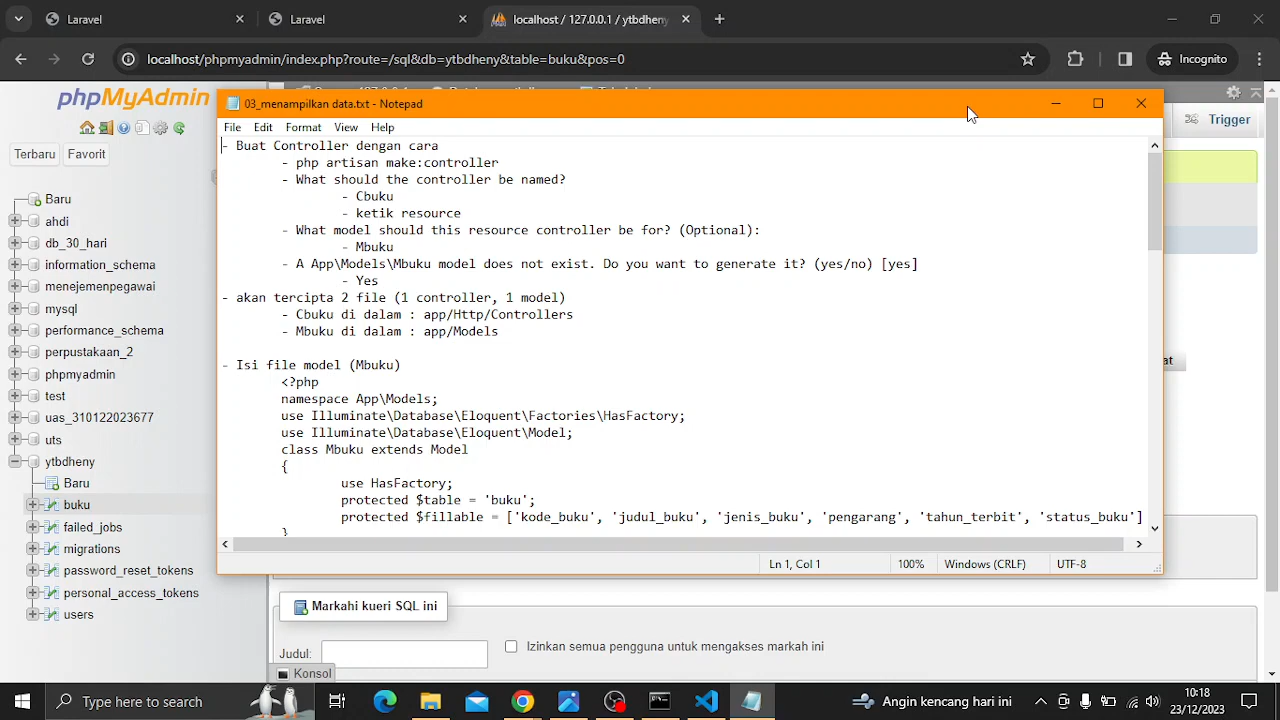 Laravel
Laravel
localhost / 127.0.0.1 / ytbdheny
localhost/phpmyadmin/index.php?route=/sql&db=ytbdheny&table=buku&pos=0
Incognito
phpMyAdmin
Terbaru
Favorit
Baru
ahdi
db_30_hari
information_schema
menejemenpegawai
mysql
performance_schema
perpustakaan_2
phpmyadmin
test
uas_310122023677
uts
ytbdheny
Baru
buku
failed_jobs
migrations
password_reset_tokens
personal_access_tokens
users
Trigger
03_menampilkan data.txt - Notepad
File Edit Format View Help
- Buat Controller dengan cara
- php artisan make:controller
- What should the controller be named?
- Cbuku
- ketik resource
- What model should this resource controller be for? (Optional):
- Mbuku
- A App\Models\Mbuku model does not exist. Do you want to generate it? (yes/no) [yes]
- Yes
- akan tercipta 2 file (1 controller, 1 model)
- Cbuku di dalam : app/Http/Controllers
- Mbuku di dalam : app/Models
- Isi file model (Mbuku)
<?php
namespace App\Models;
use Illuminate\Database\Eloquent\Factories\HasFactory;
use Illuminate\Database\Eloquent\Model;
class Mbuku extends Model
{
use HasFactory;
protected $table = 'buku';
protected $fillable = ['kode_buku', 'judul_buku', 'jenis_buku', 'pengarang', 'tahun_terbit', 'status_buku']
}
Ln 1, Col 1
100%
Windows (CRLF)
UTF-8
Markahi kueri SQL ini
Judul:
Izinkan semua pengguna untuk mengakses markah ini
Konsol
Type here to search
Angin kencang hari ini
10:18
23/12/2023